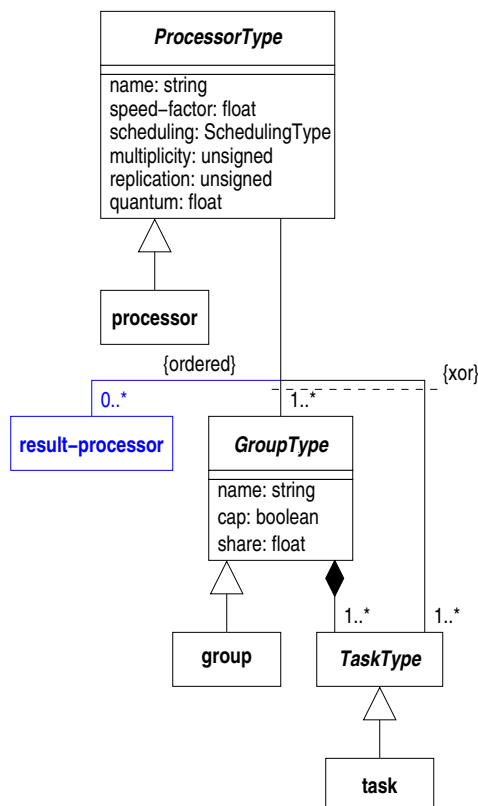 ProcessorType
name: string
speed−factor: float
scheduling: SchedulingType
multiplicity: unsigned
replication: unsigned
quantum: float
processor
{ordered}
{xor}
0..*
1..*
result−processor
GroupType
name: string
cap: boolean
share: float
1..*
1..*
group
TaskType
task